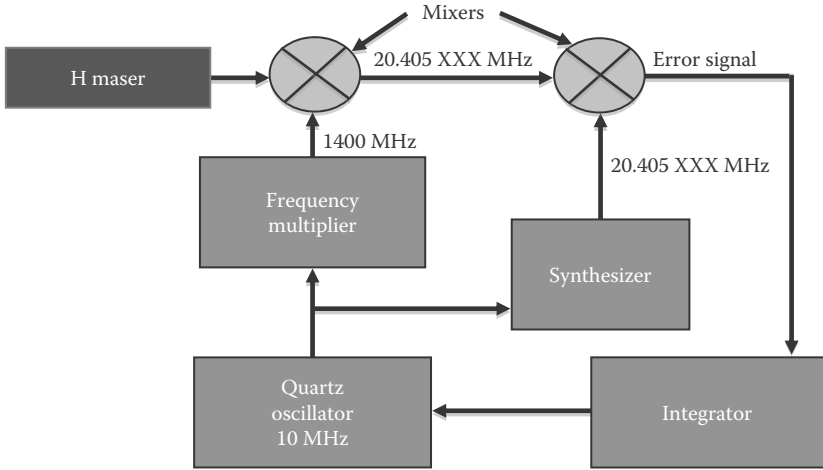 Mixers
H maser
20.405 XXX MHz
Error signal
1400 MHz
20.405 XXX MHz
Frequency
multiplier
Synthesizer
Quartz
oscillator
10 MHz
Integrator